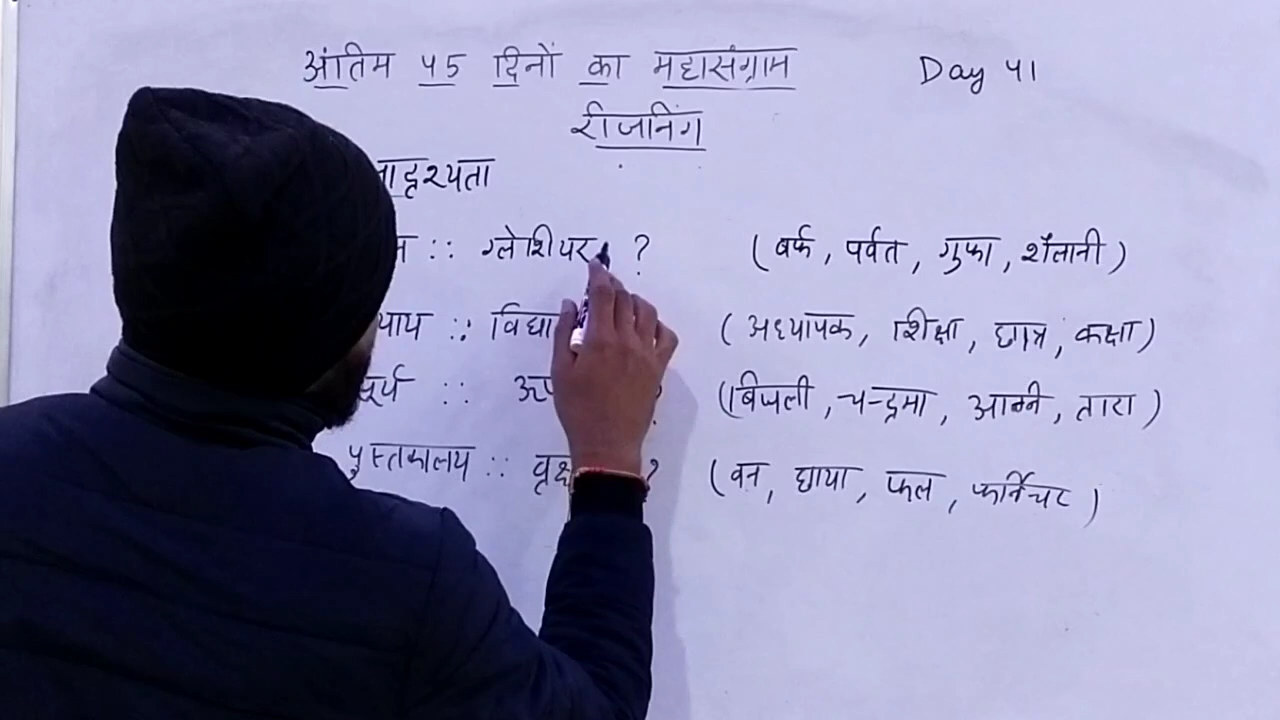 अंतिम 45 दिनों का महासंग्राम Day 41
रीजनिंग
:: ग्लेशियर ? (बर्फ, पर्वत, गुफा, शैलानी)
:: (अध्यापक, शिक्षा, छात्र, कक्षा)
सूर्य :: (बिजली, चन्द्रमा, अग्नि, तारा)
पुस्तकालय :: वृक्ष ? (वन, छाया, फल, फर्निचर)